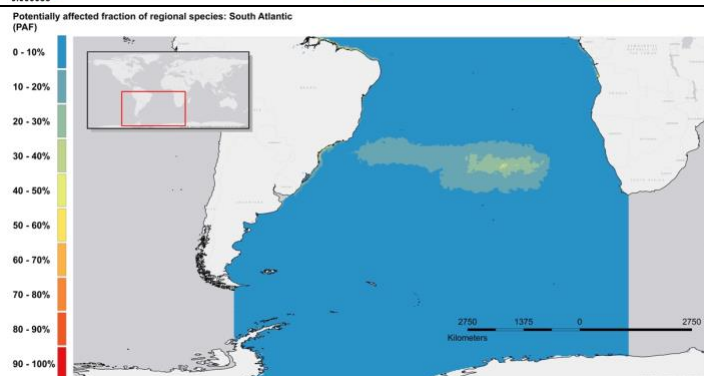 Potentially affected fraction of regional species: South Atlantic
(PAF)
0 - 10%
10 - 20%
20 - 30%
30 - 40%
40 - 50%
50 - 60%
60 - 70%
70 - 80%
80 - 90%
90 - 100%
2750 1375 0 2750
Kilometers